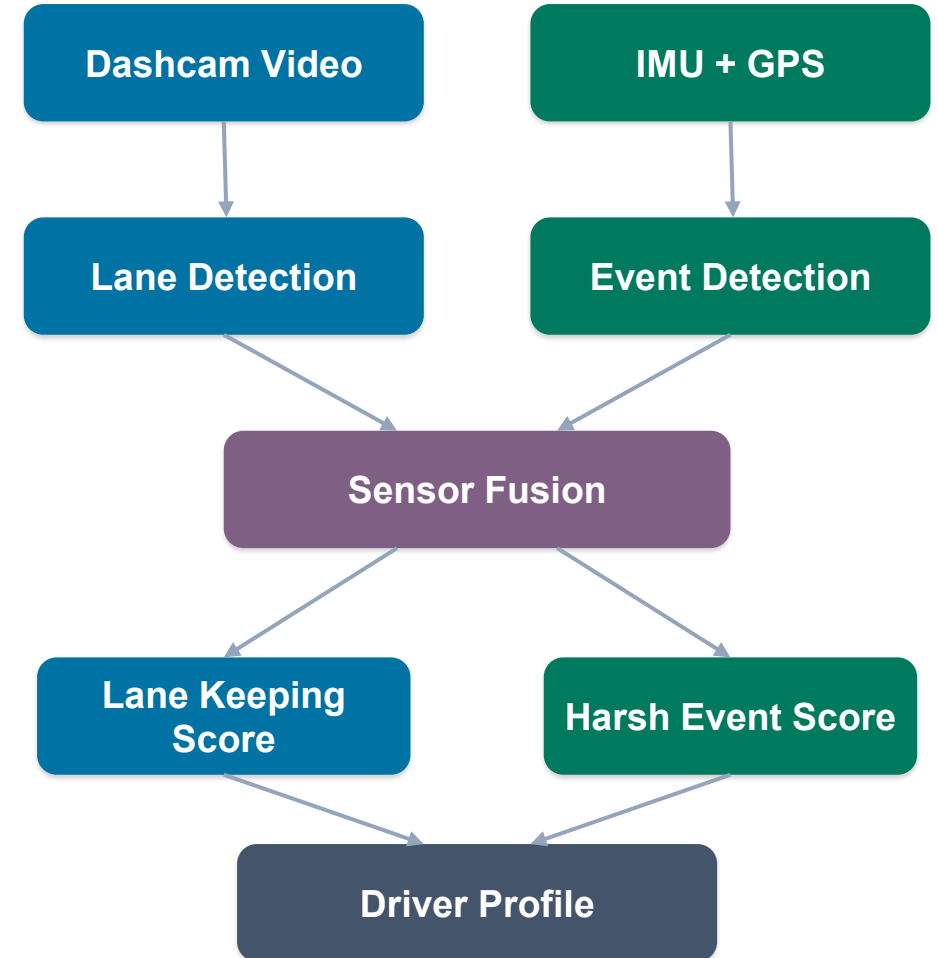 Dashcam Video
IMU + GPS
Lane Detection
Event Detection
Sensor Fusion
Lane Keeping
Score
Harsh Event Score
Driver Profile